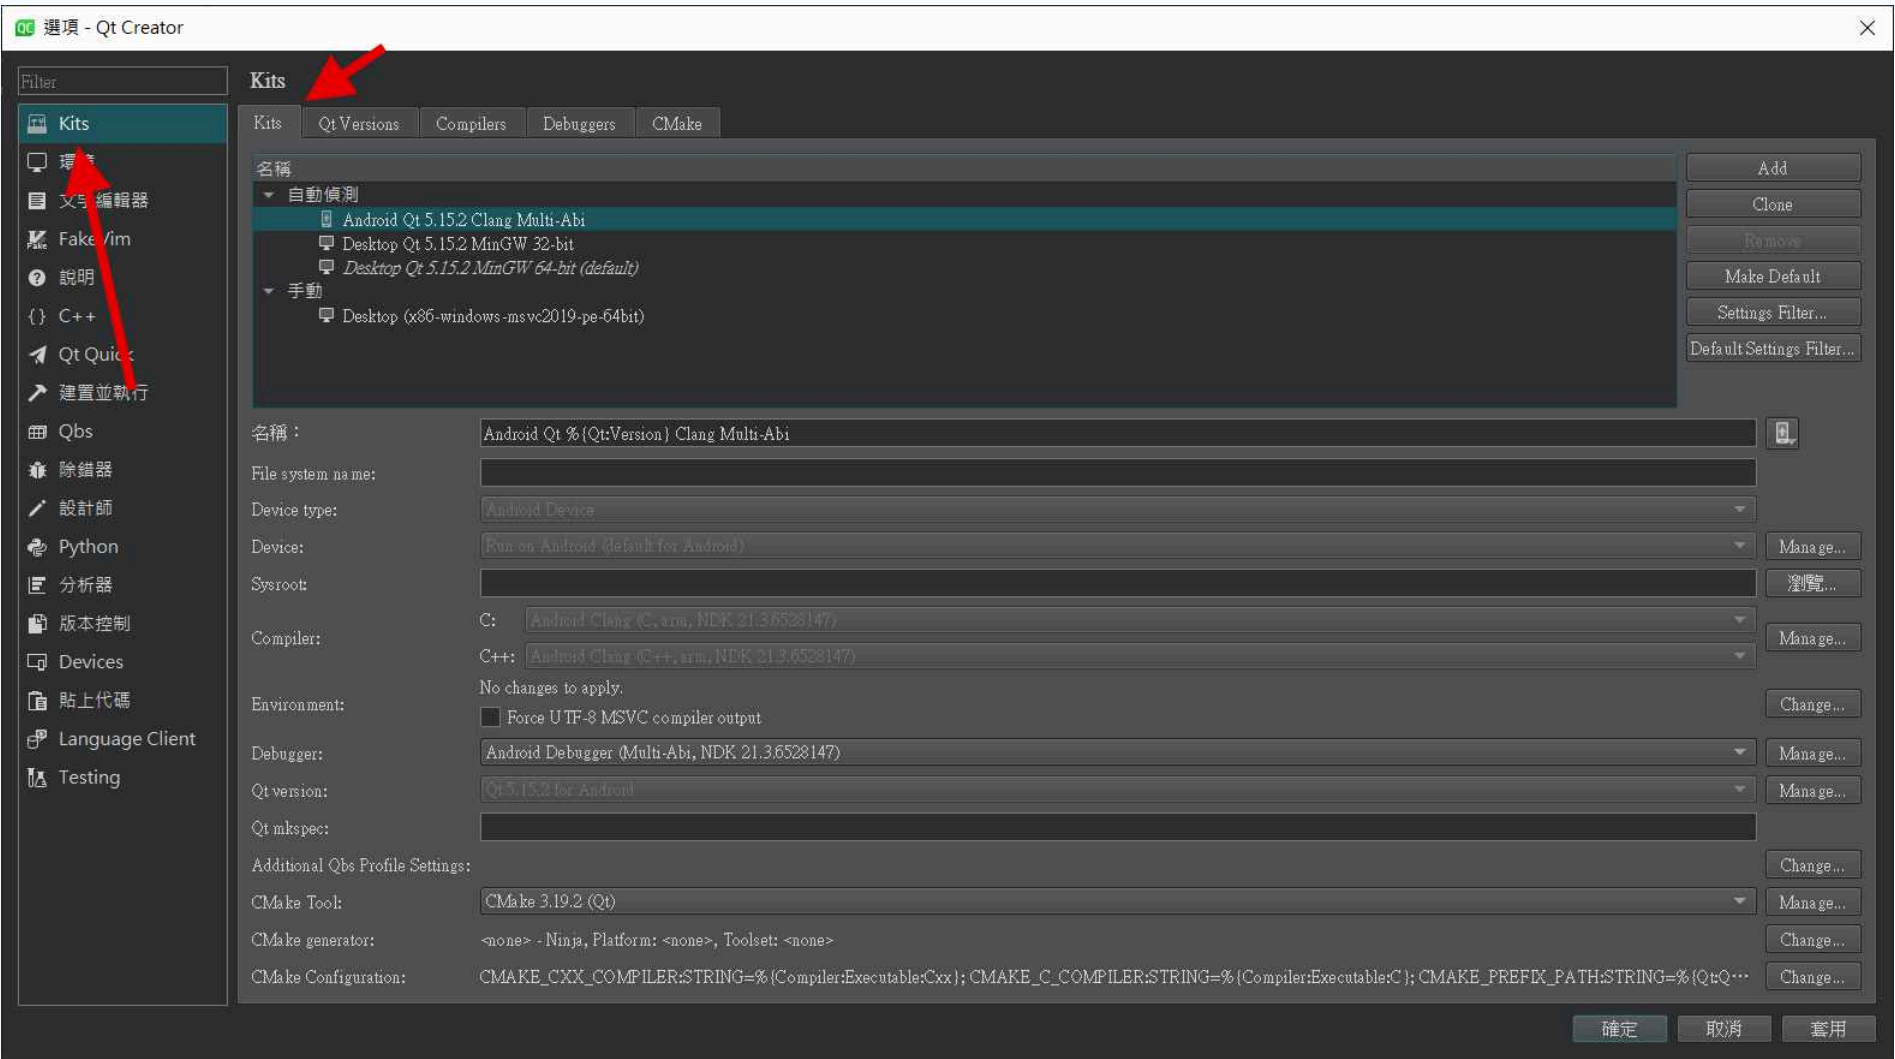 選項 - Qt Creator
Filter
Kits
環境
文字編輯器
FakeVim
說明
C++
Qt Quick
建置並執行
Qbs
除錯器
設計師
Python
分析器
版本控制
Devices
貼上代碼
Language Client
Testing
Kits
Kits Qt Versions Compilers Debuggers CMake
名稱
自動偵測
Android Qt 5.15.2 Clang Multi-Abi
Desktop Qt 5.15.2 MinGW 32-bit
Desktop Qt 5.15.2 MinGW 64-bit (default)
手動
Desktop (x86-windows-msvc2019-pe-64bit)
Add
Clone
Remove
Make Default
Settings Filter...
Default Settings Filter...
名稱： Android Qt %{Qt:Version} Clang Multi-Abi
File system name:
Device type: Android Device
Device: Run on Android (default for Android) Manage...
Sysroot: 瀏覽...
Compiler: C: Android Clang (C, arm, NDK 21.3.6528147) Manage...
C++: Android Clang (C++, arm, NDK 21.3.6528147)
Environment: No changes to apply. Change...
Force UTF-8 MSVC compiler output
Debugger: Android Debugger (Multi-Abi, NDK 21.3.6528147) Manage...
Qt version: Qt 5.15.2 for Android Manage...
Qt mkspec:
Additional Qbs Profile Settings: Change...
CMake Tool: CMake 3.19.2 (Qt) Manage...
CMake generator: <none> - Ninja, Platform: <none>, Toolset: <none> Change...
CMake Configuration: CMAKE_CXX_COMPILER:STRING=%{Compiler:Executable:Cxx}; CMAKE_C_COMPILER:STRING=%{Compiler:Executable:C}; CMAKE_PREFIX_PATH:STRING=%{Qt:Q… Change...
確定 取消 套用